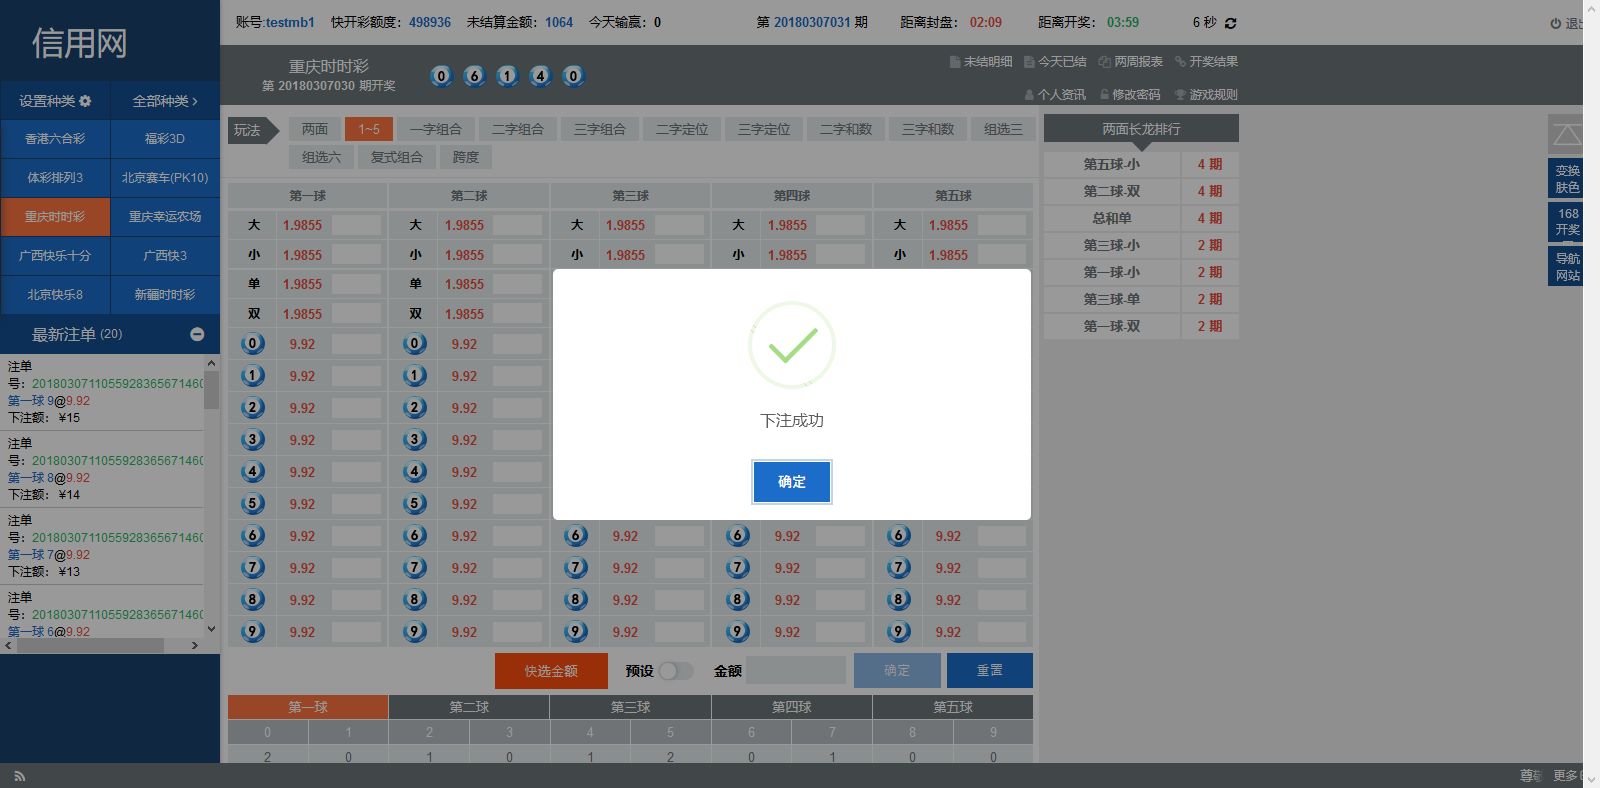 账号:testmb1 快开彩额度：498936 未结算金额：1064 今天输赢：0 第 20180307031 期 距离封盘：02:09 距离开奖：03:59 6 秒
信用网
设置种类 全部种类
香港六合彩 福彩3D
体彩排列3 北京赛车(PK10)
重庆时时彩 重庆幸运农场
广西快乐十分 广西快3
北京快乐8 新疆时时彩
最新注单 (20)
注单
号：2018030711055928365671460
第一球 9@9.92
下注额：¥15
注单
号：2018030711055928365671460
第一球 8@9.92
下注额：¥14
注单
号：2018030711055928365671460
第一球 7@9.92
下注额：¥13
注单
号：2018030711055928365671460
第一球 6@9.92
重庆时时彩
第 20180307030 期开奖
0 6 1 4 0
未结明细 今天已结 两周报表 开奖结果
个人资讯 修改密码 游戏规则
玩法 两面 1~5 一字组合 二字组合 三字组合 二字定位 三字定位 二字和数 三字和数 组选三
组选六 复式组合 跨度
第一球 第二球 第三球 第四球 第五球
大 1.9855 大 1.9855 大 1.9855 大 1.9855 大 1.9855
小 1.9855 小 1.9855 小 1.9855 小 1.9855 小 1.9855
单 1.9855 单 1.9855
双 1.9855 双 1.9855
0 9.92 0 9.92
1 9.92 1 9.92
2 9.92 2 9.92
3 9.92 3 9.92
4 9.92 4 9.92
5 9.92 5 9.92
6 9.92 6 9.92 6 9.92 6 9.92 6 9.92
7 9.92 7 9.92 7 9.92 7 9.92 7 9.92
8 9.92 8 9.92 8 9.92 8 9.92 8 9.92
9 9.92 9 9.92 9 9.92 9 9.92 9 9.92
下注成功
确定
快选金额 预设 金额 确定 重置
第一球 第二球 第三球 第四球 第五球
0 1 2 3 4 5 6 7 8 9
2 0 1 0 1 2 0 1 0 0
两面长龙排行
第五球-小 4 期
第二球-双 4 期
总和单 4 期
第三球-小 2 期
第一球-小 2 期
第三球-单 2 期
第一球-双 2 期
变换
肤色
168
开奖
导航
网站
尊 更多